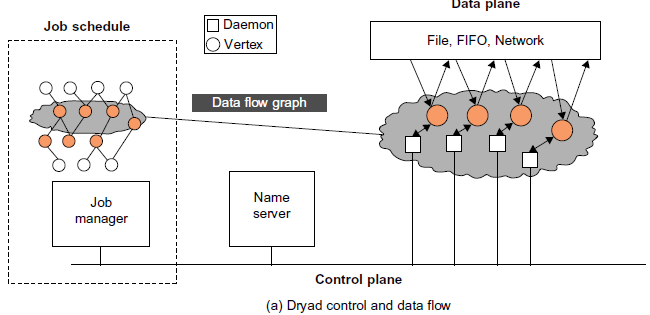 Data plane
Job schedule
Daemon
Vertex
File, FIFO, Network
Data flow graph
Job
manager
Name
server
Control plane
(a) Dryad control and data flow